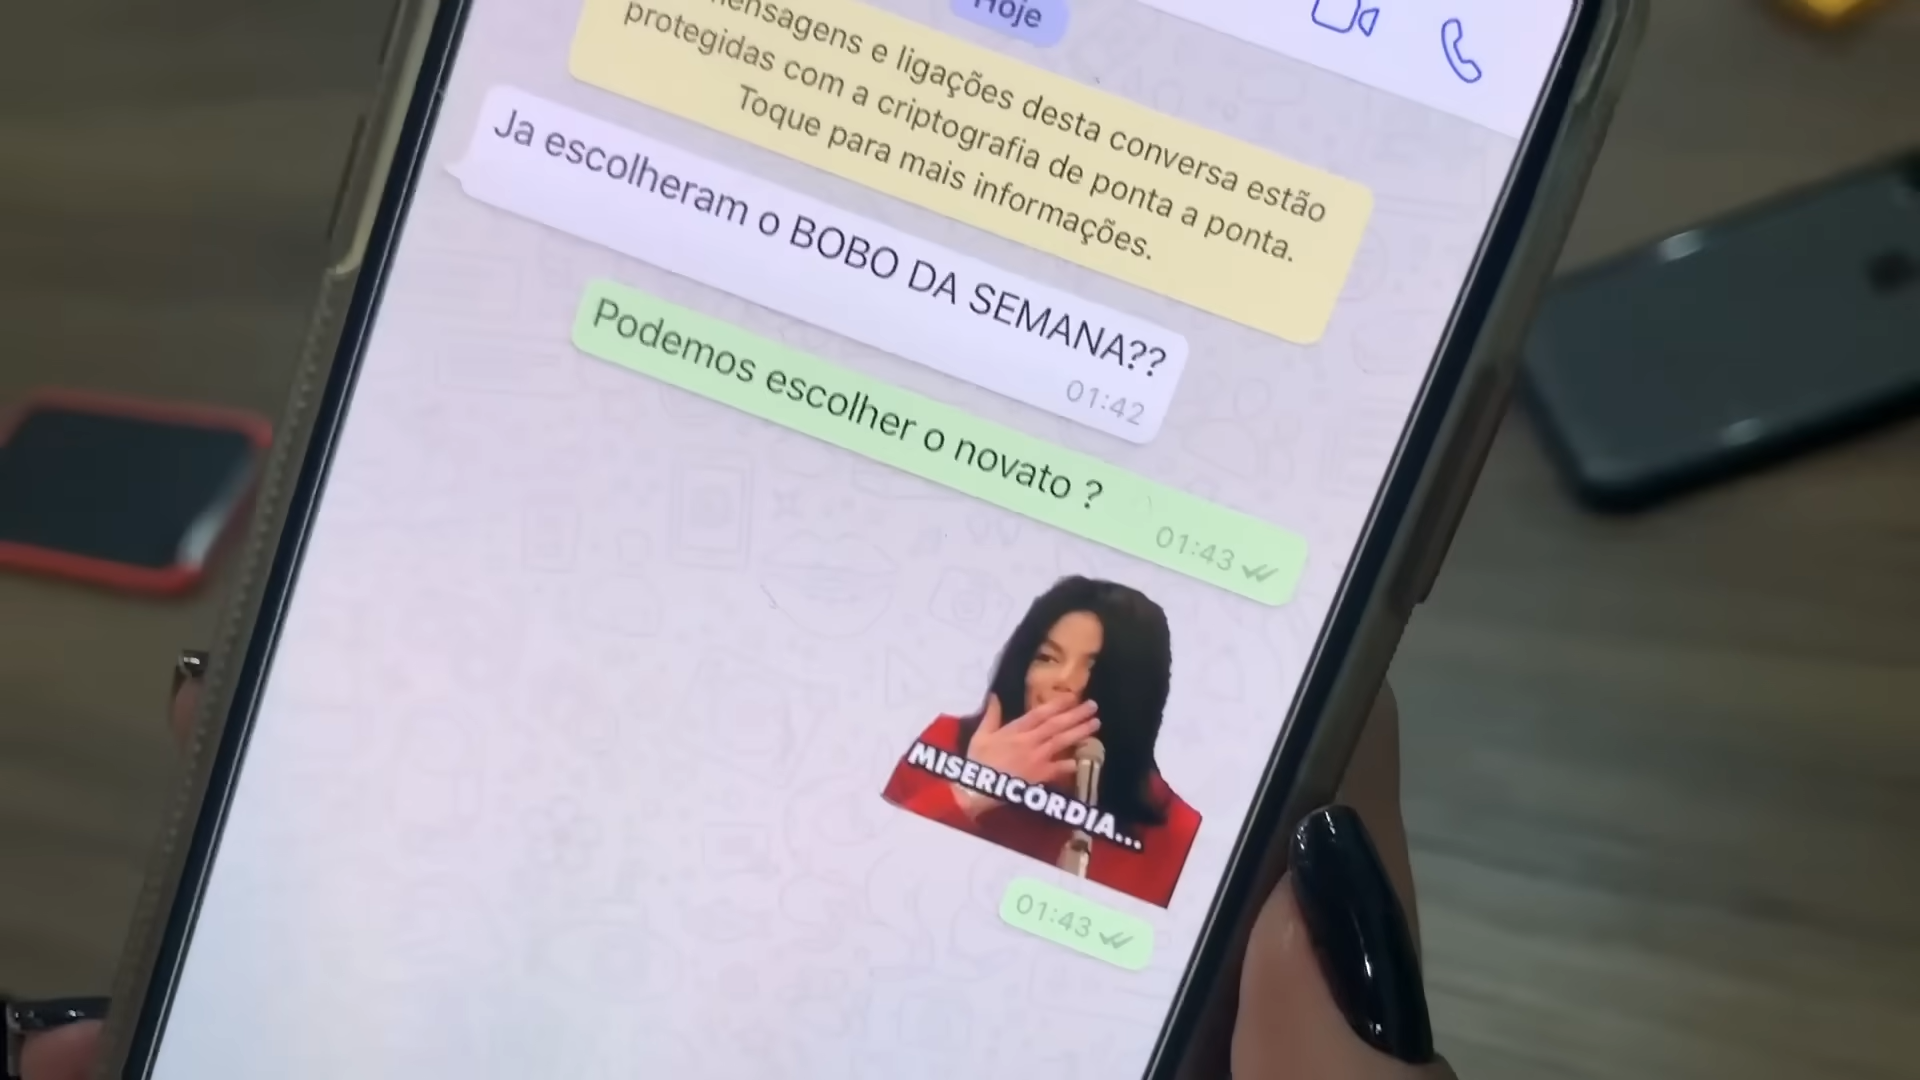 Hoje
mensagens e ligações desta conversa estão
protegidas com a criptografia de ponta a ponta.
Toque para mais informações.
Ja escolheram o BOBO DA SEMANA??
01:42
Podemos escolher o novato ?
01:43
MISERICÓRDIA...
01:43